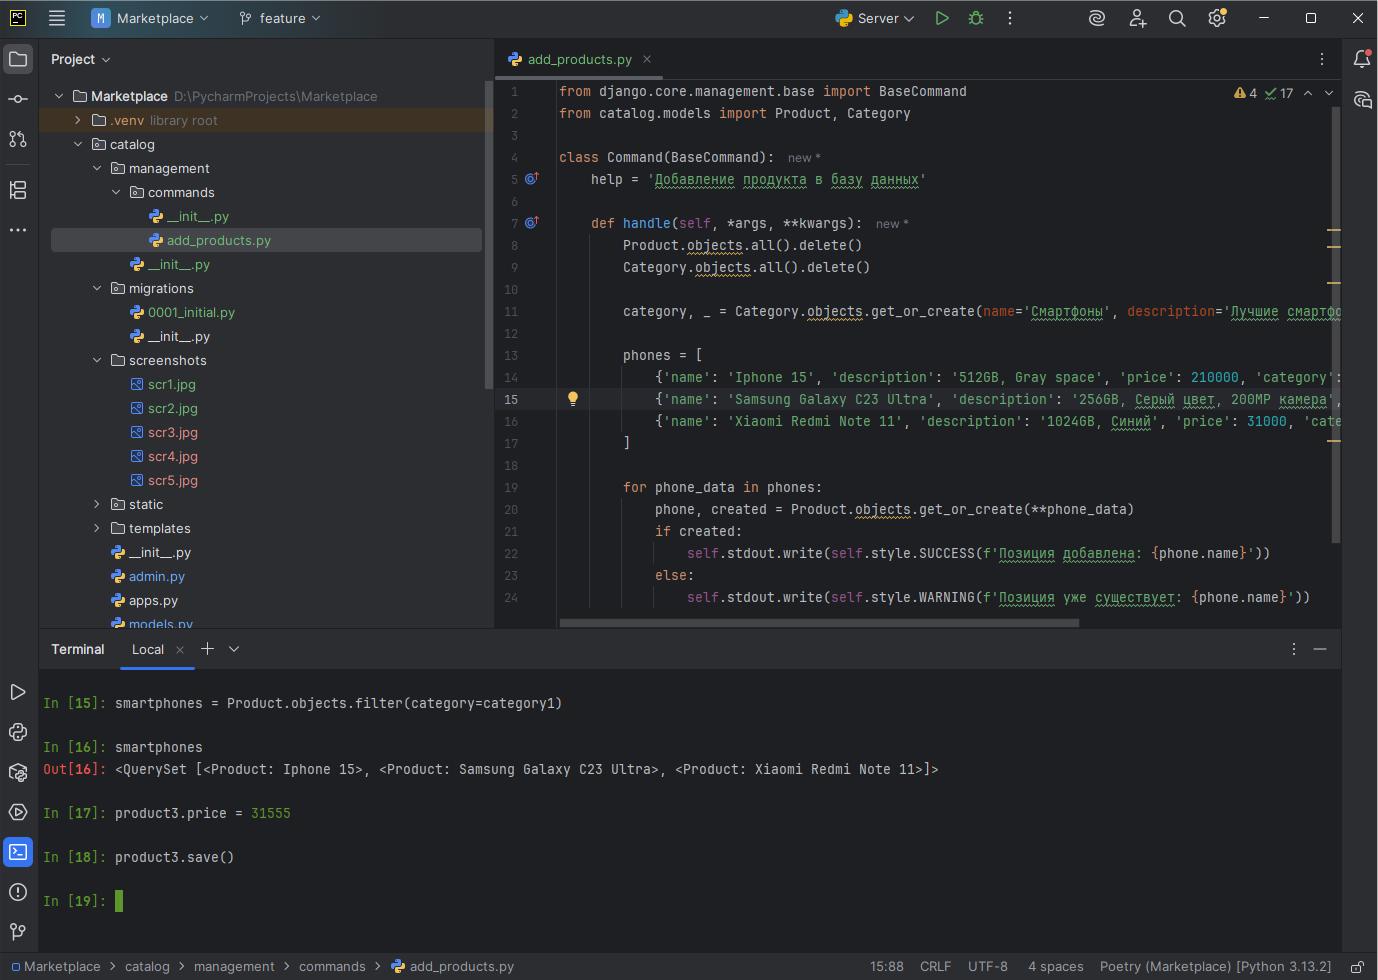 PC
M Marketplace
feature
Server
Project
add_products.py
Marketplace D:\PycharmProjects\Marketplace
.venv library root
catalog
management
commands
__init__.py
add_products.py
__init__.py
migrations
0001_initial.py
__init__.py
screenshots
scr1.jpg
scr2.jpg
scr3.jpg
scr4.jpg
scr5.jpg
static
templates
__init__.py
admin.py
apps.py
models.py
4 17
1 from django.core.management.base import BaseCommand
2 from catalog.models import Product, Category
3
4 class Command(BaseCommand): new *
5 help = 'Добавление продукта в базу данных'
6
7 def handle(self, *args, **kwargs): new *
8 Product.objects.all().delete()
9 Category.objects.all().delete()
10
11 category, _ = Category.objects.get_or_create(name='Смартфоны', description='Лучшие смартфо
12
13 phones = [
14 {'name': 'Iphone 15', 'description': '512GB, Gray space', 'price': 210000, 'category':
15 {'name': 'Samsung Galaxy C23 Ultra', 'description': '256GB, Серый цвет, 200MP камера',
16 {'name': 'Xiaomi Redmi Note 11', 'description': '1024GB, Синий', 'price': 31000, 'cate
17 ]
18
19 for phone_data in phones:
20 phone, created = Product.objects.get_or_create(**phone_data)
21 if created:
22 self.stdout.write(self.style.SUCCESS(f'Позиция добавлена: {phone.name}'))
23 else:
24 self.stdout.write(self.style.WARNING(f'Позиция уже существует: {phone.name}'))
Terminal Local
In [15]: smartphones = Product.objects.filter(category=category1)
In [16]: smartphones
Out[16]: <QuerySet [<Product: Iphone 15>, <Product: Samsung Galaxy C23 Ultra>, <Product: Xiaomi Redmi Note 11>]>
In [17]: product3.price = 31555
In [18]: product3.save()
In [19]:
Marketplace > catalog > management > commands > add_products.py
15:88 CRLF UTF-8 4 spaces Poetry (Marketplace) [Python 3.13.2]